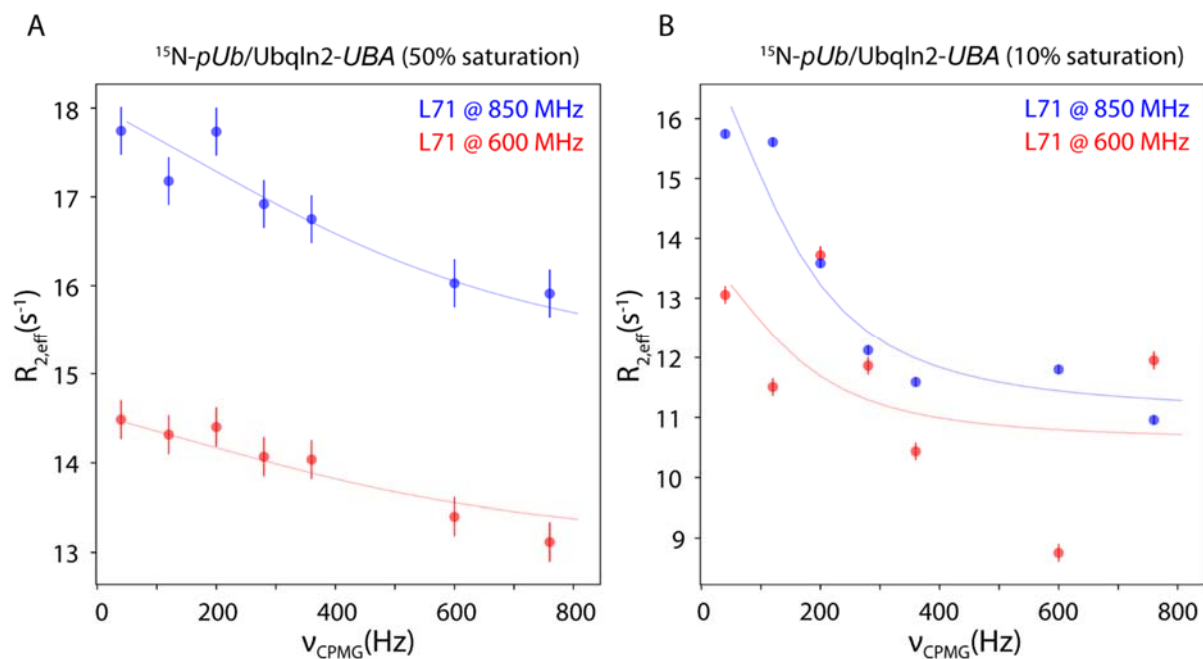 A
¹⁵N-pUb/Ubqln2-UBA (50% saturation)
L71 @ 850 MHz
L71 @ 600 MHz
18
17
16
15
14
13
R2,eff(s⁻¹)
0 200 400 600 800
νCPMG(Hz)
B
¹⁵N-pUb/Ubqln2-UBA (10% saturation)
L71 @ 850 MHz
L71 @ 600 MHz
16
15
14
13
12
11
10
9
R2,eff(s⁻¹)
0 200 400 600 800
νCPMG(Hz)